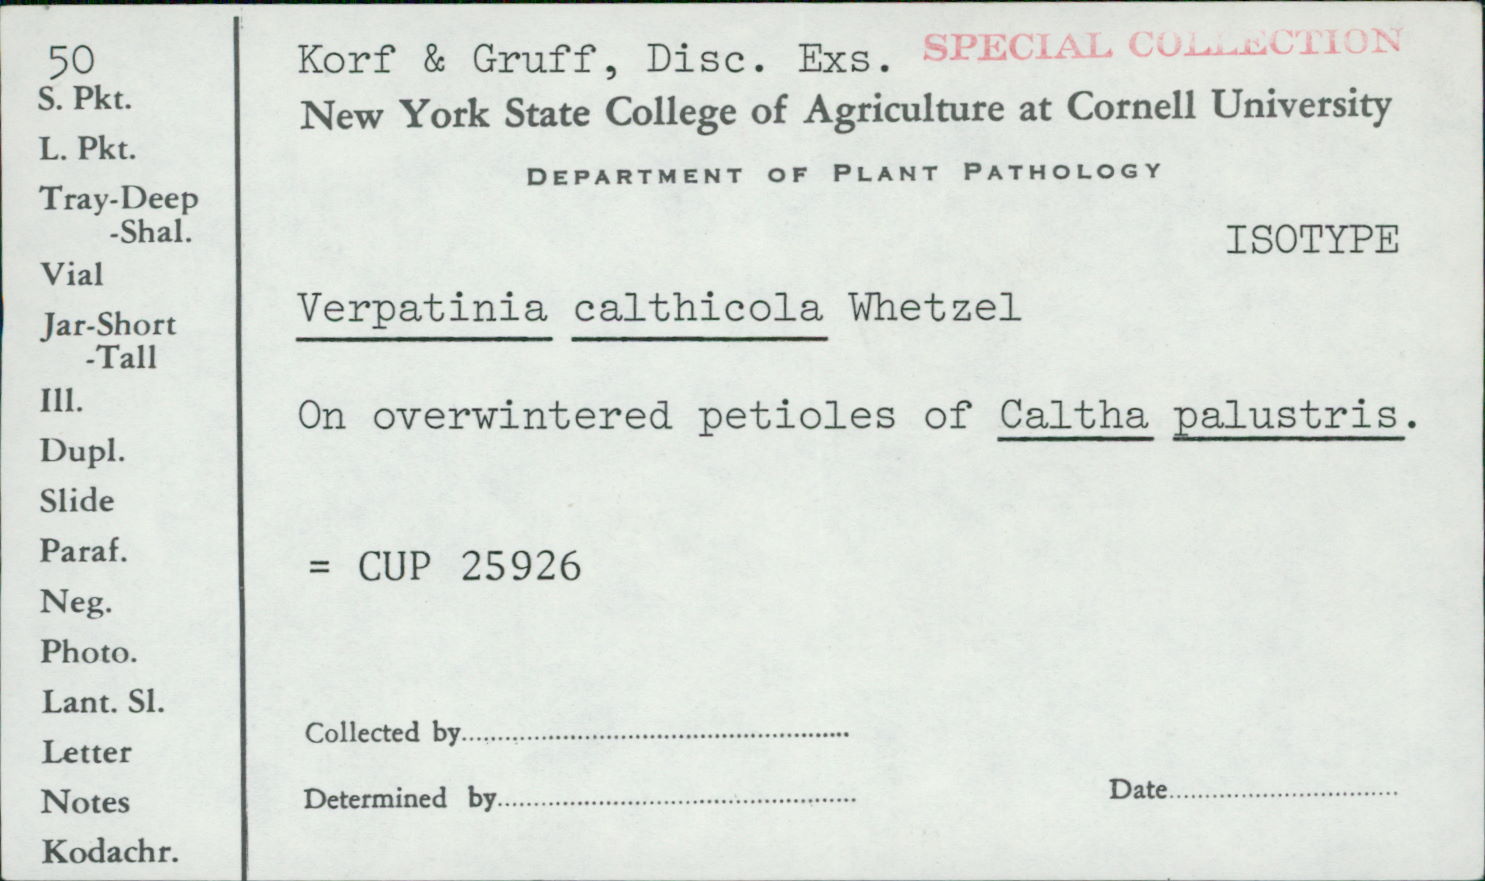 50
S. Pkt.
L. Pkt.
Tray-Deep
-Shal.
Vial
Jar-Short
-Tall
Ill.
Dupl.
Slide
Paraf.
Neg.
Photo.
Lant. Sl.
Letter
Notes
Kodachr.
Korf & Gruff, Disc. Exs. SPECIAL COLLECTION
New York State College of Agriculture at Cornell University
DEPARTMENT OF PLANT PATHOLOGY
ISOTYPE
Verpatinia calthicola Whetzel
On overwintered petioles of Caltha palustris.
= CUP 25926
Collected by
Determined by
Date